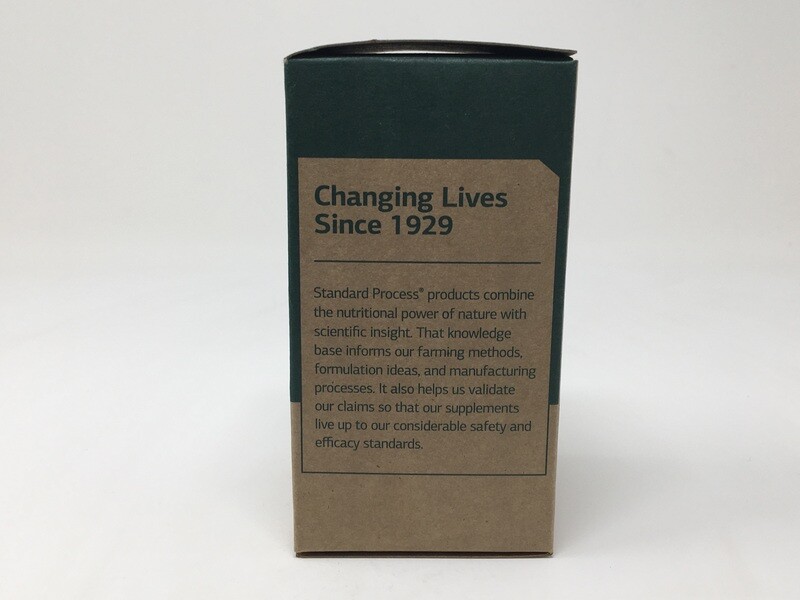 Changing Lives
Since 1929
Standard Process® products combine
the nutritional power of nature with
scientific insight. That knowledge
base informs our farming methods,
formulation ideas, and manufacturing
processes. It also helps us validate
our claims so that our supplements
live up to our considerable safety and
efficacy standards.